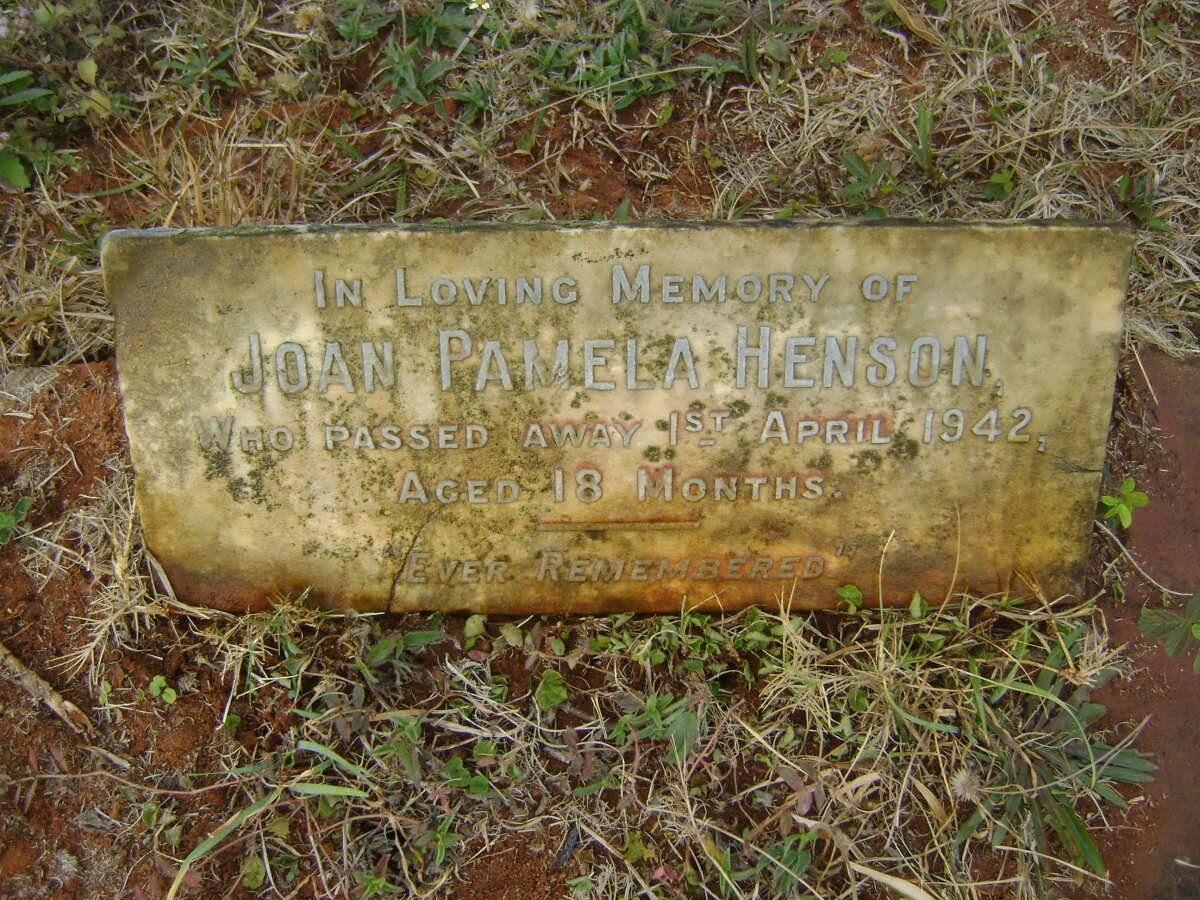 In Loving Memory of
Joan Pamela Henson,
Who passed away 1st April 1942,
Aged 18 Months.
"Ever Remembered."